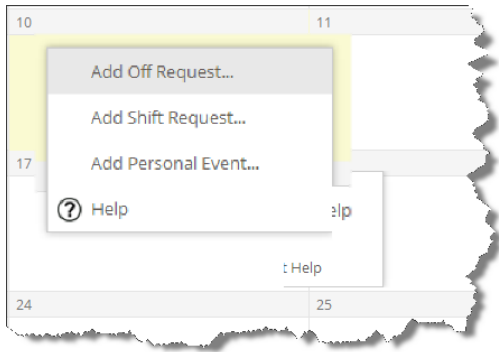 10 11
Add Off Request...
Add Shift Request...
17 Add Personal Event...
? Help elp
t Help
24 25